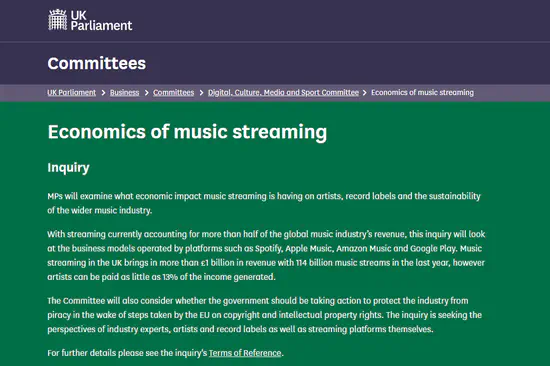 UK
Parliament
Committees
UK Parliament > Business > Committees > Digital, Culture, Media and Sport Committee > Economics of music streaming
Economics of music streaming
Inquiry
MPs will examine what economic impact music streaming is having on artists, record labels and the sustainability
of the wider music industry.
With streaming currently accounting for more than half of the global music industry's revenue, this inquiry will look
at the business models operated by platforms such as Spotify, Apple Music, Amazon Music and Google Play. Music
streaming in the UK brings in more than £1 billion in revenue with 114 billion music streams in the last year, however
artists can be paid as little as 13% of the income generated.
The Committee will also consider whether the government should be taking action to protect the industry from
piracy in the wake of steps taken by the EU on copyright and intellectual property rights. The inquiry is seeking the
perspectives of industry experts, artists and record labels as well as streaming platforms themselves.
For further details please see the inquiry's Terms of Reference.